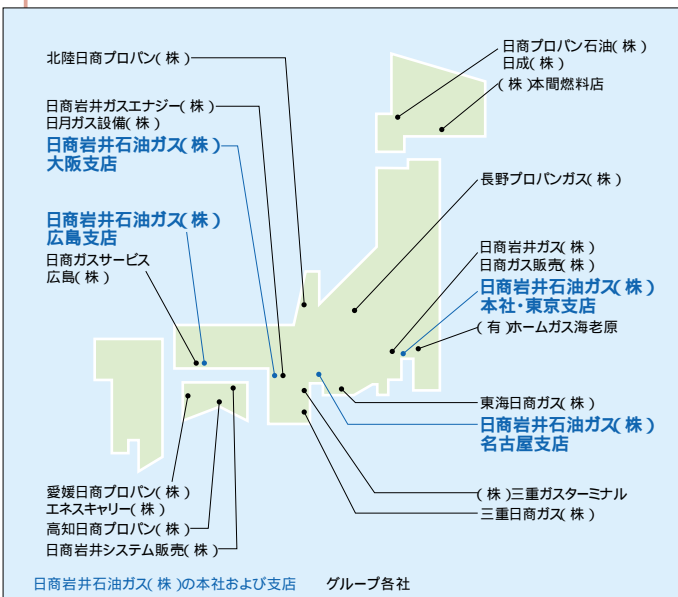 北陸日商プロパン(株)
日商岩井ガスエナジー(株)
日月ガス設備(株)
日商岩井石油ガス(株)
大阪支店
日商岩井石油ガス(株)
広島支店
日商ガスサービス
広島(株)
日商プロパン石油(株)
日成(株)
(株)本間燃料店
長野プロパンガス(株)
日商岩井ガス(株)
日商ガス販売(株)
日商岩井石油ガス(株)
本社・東京支店
(有)ホームガス海老原
東海日商ガス(株)
日商岩井石油ガス(株)
名古屋支店
(株)三重ガスターミナル
三重日商ガス(株)
愛媛日商プロパン(株)
エネスキャリー(株)
高知日商プロパン(株)
日商岩井システム販売(株)
日商岩井石油ガス(株)の本社および支店 グループ各社